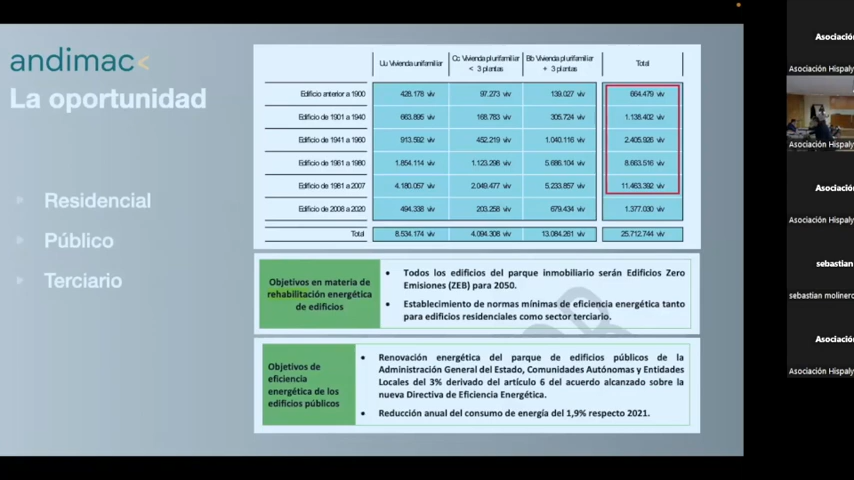 andimac<
La oportunidad
Residencial
Público
Terciario
Uu Vivienda unifamiliar
Cc Vivienda plurifamiliar < 3 plantas
Bb Vivienda plurifamiliar + 3 plantas
Total
Edificio anterior a 1900 428.178 viv 97.273 viv 139.027 viv 664.479 viv
Edificio de 1901 a 1940 663.895 viv 168.783 viv 305.724 viv 1.138.402 viv
Edificio de 1941 a 1960 913.592 viv 452.219 viv 1.040.116 viv 2.405.926 viv
Edificio de 1961 a 1980 1.854.114 viv 1.123.298 viv 5.686.104 viv 8.663.516 viv
Edificio de 1981 a 2007 4.180.057 viv 2.049.477 viv 5.233.857 viv 11.463.392 viv
Edificio de 2008 a 2020 494.338 viv 203.258 viv 679.434 viv 1.377.030 viv
Total 8.534.174 viv 4.094.308 viv 13.084.261 viv 25.712.744 viv
Objetivos en materia de
rehabilitación energética
de edificios
Todos los edificios del parque inmobiliario serán Edificios Zero
Emisiones (ZEB) para 2050.
Establecimiento de normas mínimas de eficiencia energética tanto
para edificios residenciales como sector terciario.
Objetivos de
eficiencia
energética de los
edificios públicos
Renovación energética del parque de edificios públicos de la
Administración General del Estado, Comunidades Autónomas y Entidades
Locales del 3% derivado del artículo 6 del acuerdo alcanzado sobre la
nueva Directiva de Eficiencia Energética.
Reducción anual del consumo de energía del 1,9% respecto 2021.
Asociació
Asociación Hispaly
Asociación Hispaly
Asociació
Asociación Hispaly
sebastian
sebastian molinero
Asociació
Asociación Hispaly